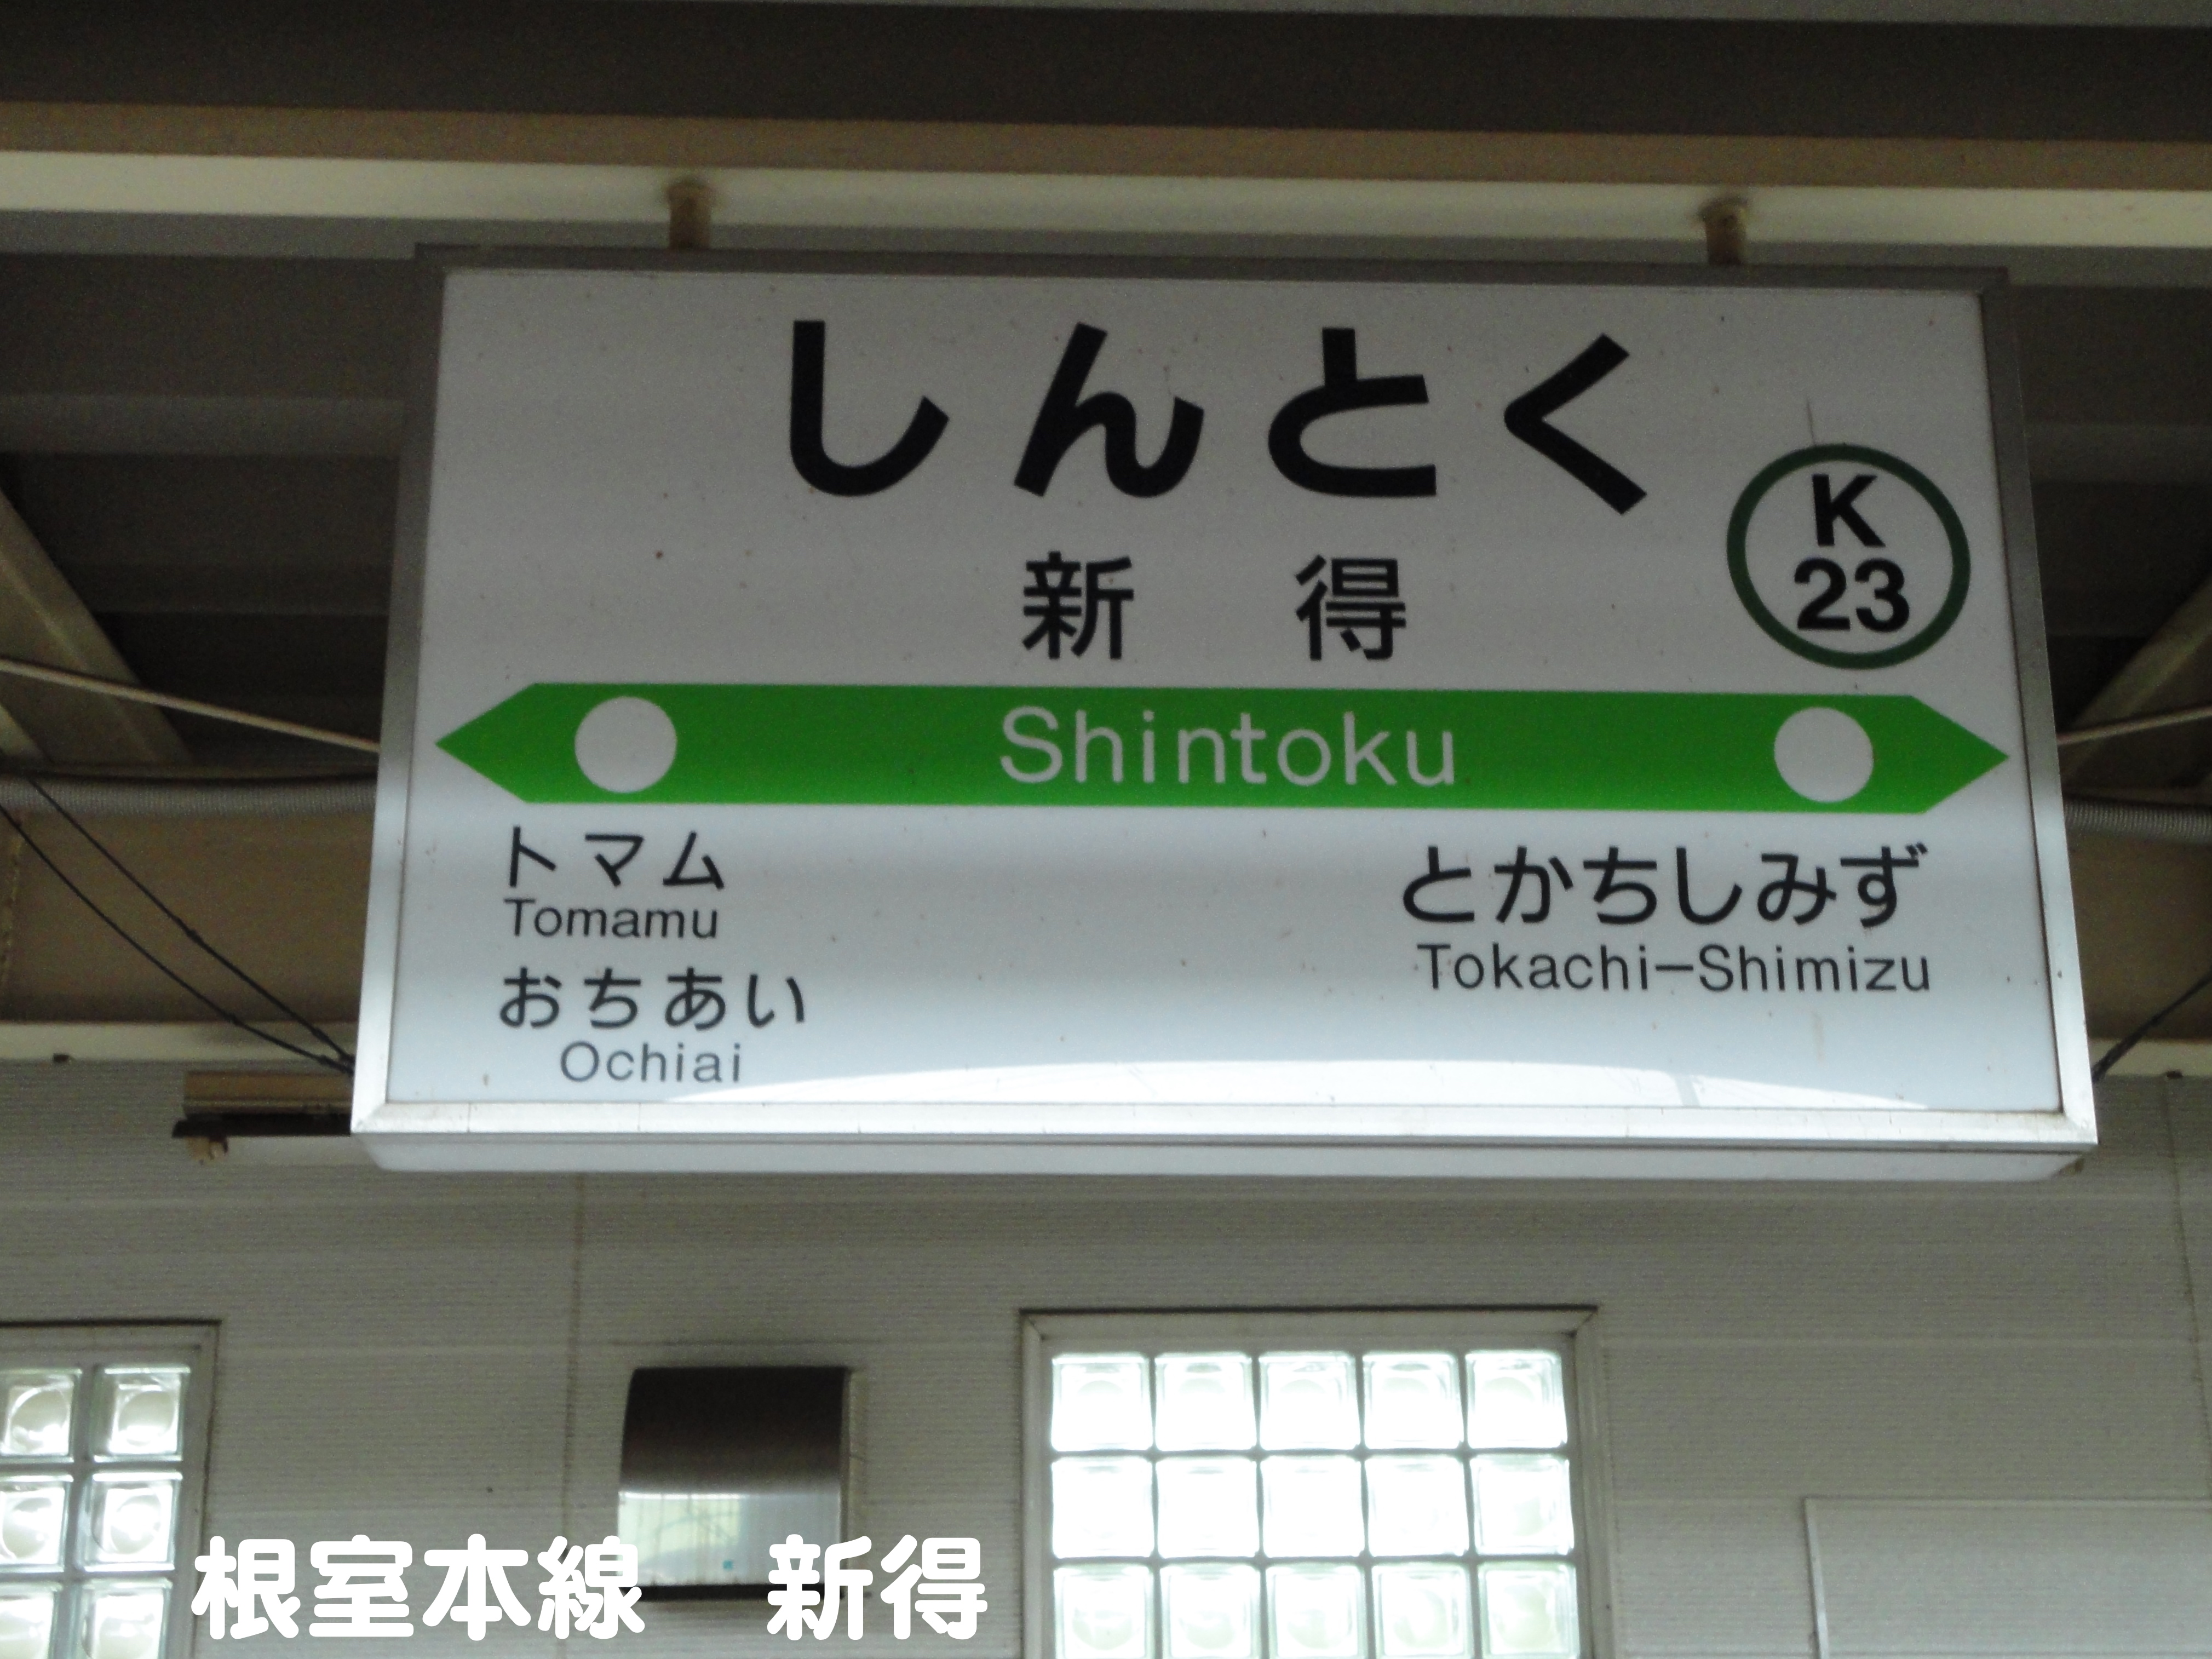 しんとく
K
23
新得
Shintoku
トマム
Tomamu
おちあい
Ochiai
とかちしみず
Tokachi-Shimizu
根室本線　新得